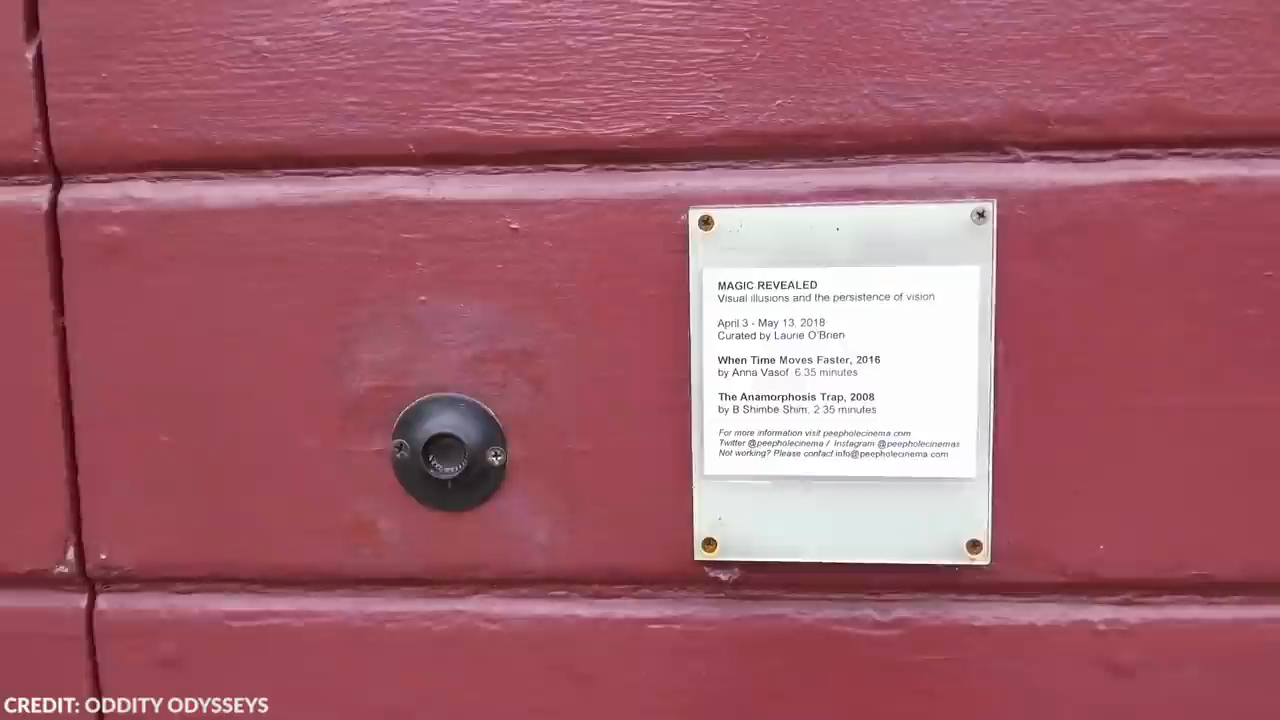 MAGIC REVEALED
Visual illusions and the persistence of vision
April 3 - May 13, 2018
Curated by Laurie O'Brien
When Time Moves Faster, 2016
by Anna Vasof 6:35 minutes
The Anamorphosis Trap, 2008
by B Shimbe Shim, 2:35 minutes
For more information visit peepholecinema.com
Twitter @peepholecinema / Instagram @peepholecinemas
Not working? Please contact info@peepholecinema.com
CREDIT: ODDITY ODYSSEYS